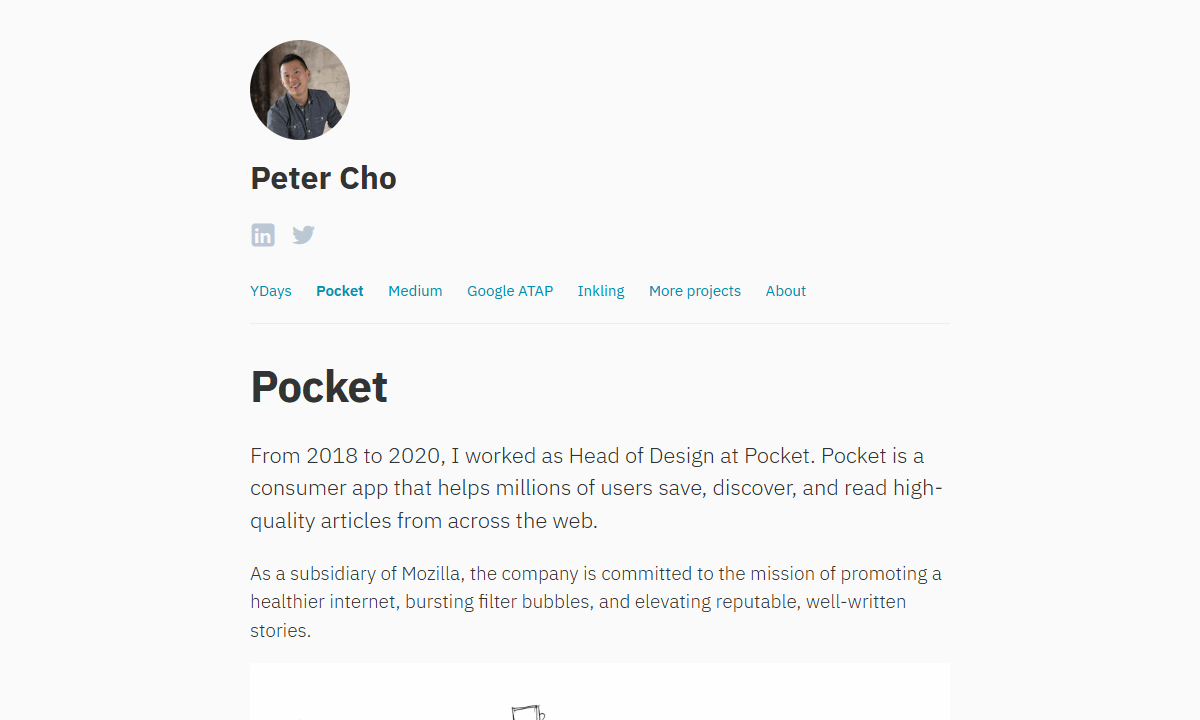 Peter Cho
in
YDays Pocket Medium Google ATAP Inkling More projects About
Pocket
From 2018 to 2020, I worked as Head of Design at Pocket. Pocket is a
consumer app that helps millions of users save, discover, and read high-
quality articles from across the web.
As a subsidiary of Mozilla, the company is committed to the mission of promoting a
healthier internet, bursting filter bubbles, and elevating reputable, well-written
stories.